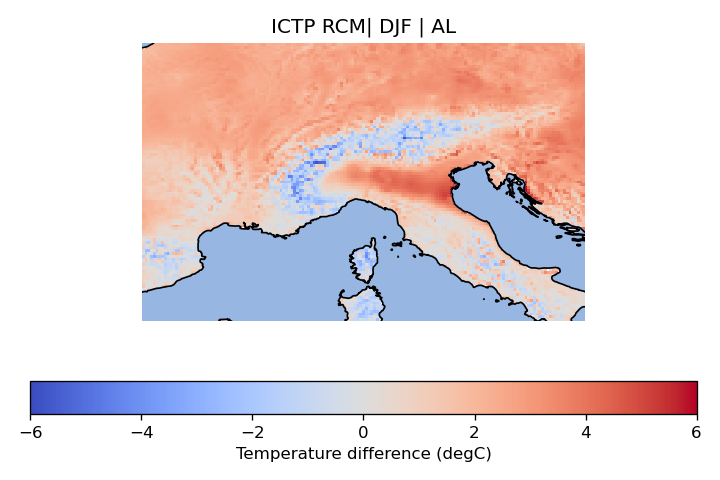 ICTP RCM| DJF | AL
−6 −4 −2 0 2 4 6
Temperature difference (degC)